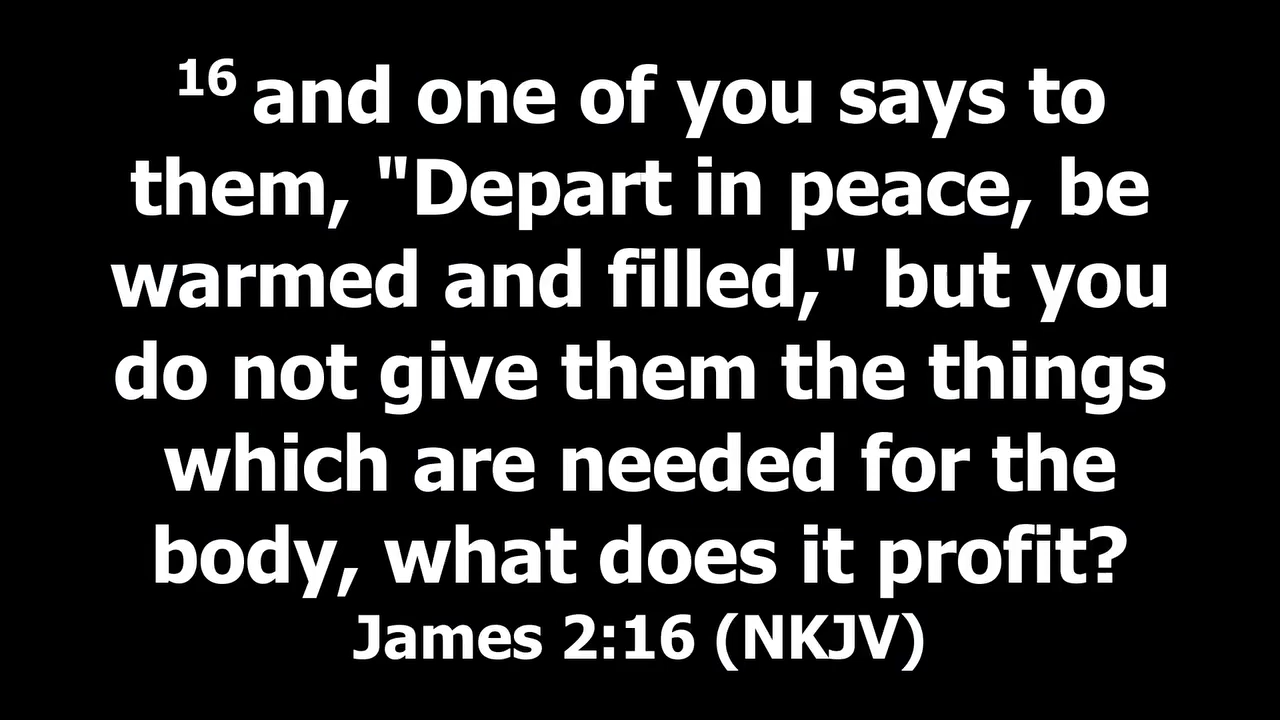 16 and one of you says to
them, "Depart in peace, be
warmed and filled," but you
do not give them the things
which are needed for the
body, what does it profit?
James 2:16 (NKJV)